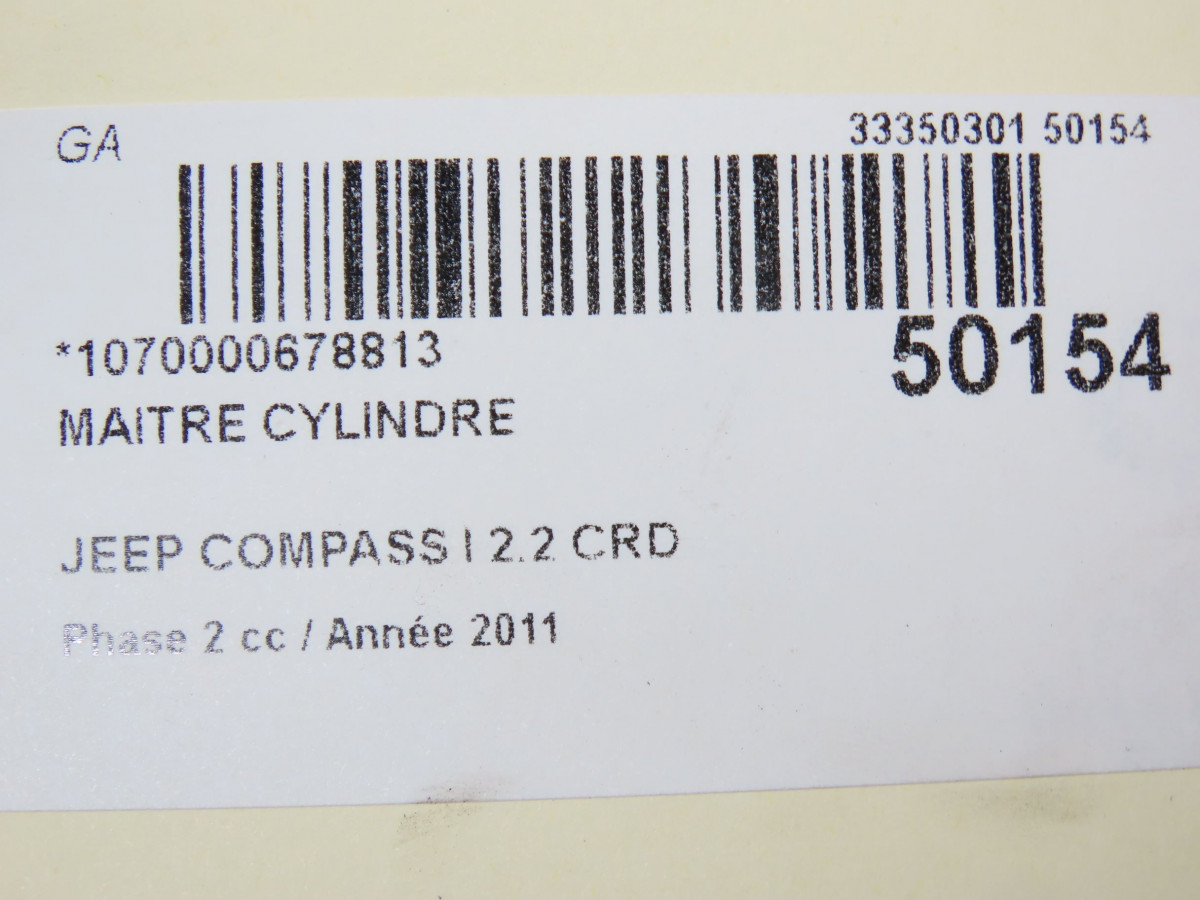 GA
33350301 50154
*1070000678813
50154
MAITRE CYLINDRE
JEEP COMPASS I 2.2 CRD
Phase 2 cc / Année 2011